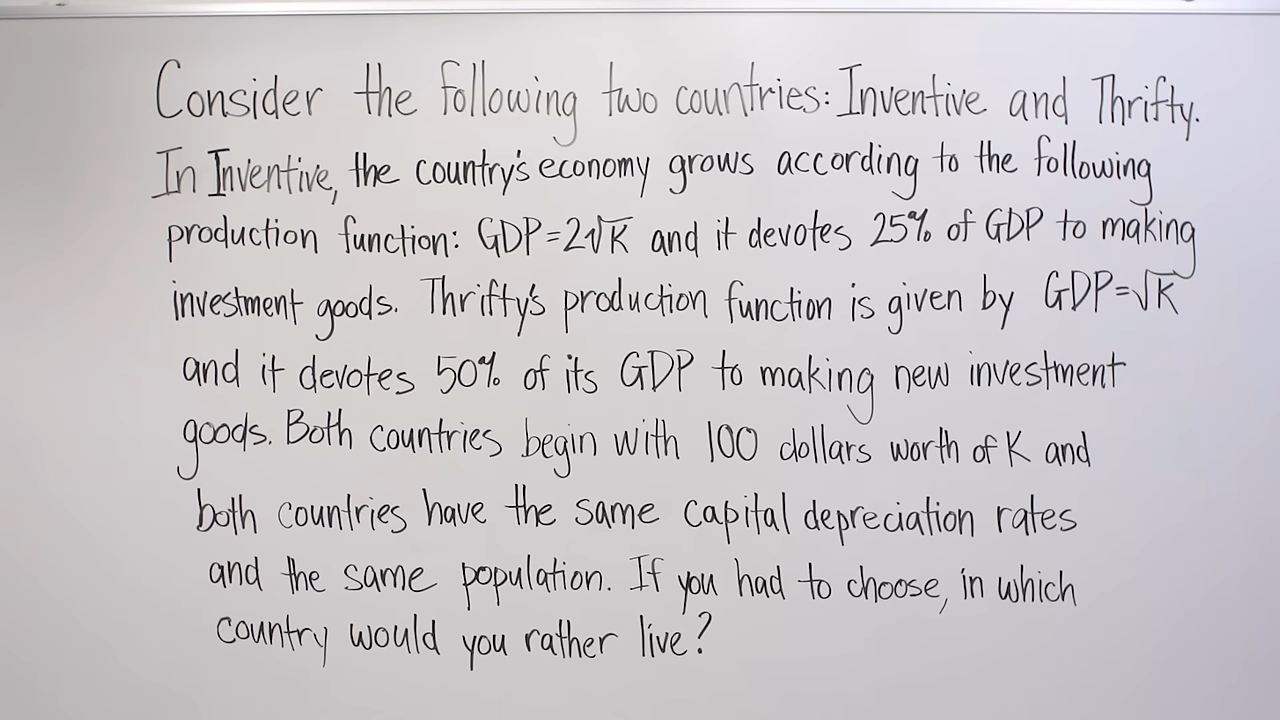 Consider the following two countries: Inventive and Thrifty.
In Inventive, the country's economy grows according to the following
production function: GDP=2√K and it devotes 25% of GDP to making
investment goods. Thrifty's production function is given by GDP=√K
and it devotes 50% of its GDP to making new investment
goods. Both countries begin with 100 dollars worth of K and
both countries have the same capital depreciation rates
and the same population. If you had to choose, in which
country would you rather live?